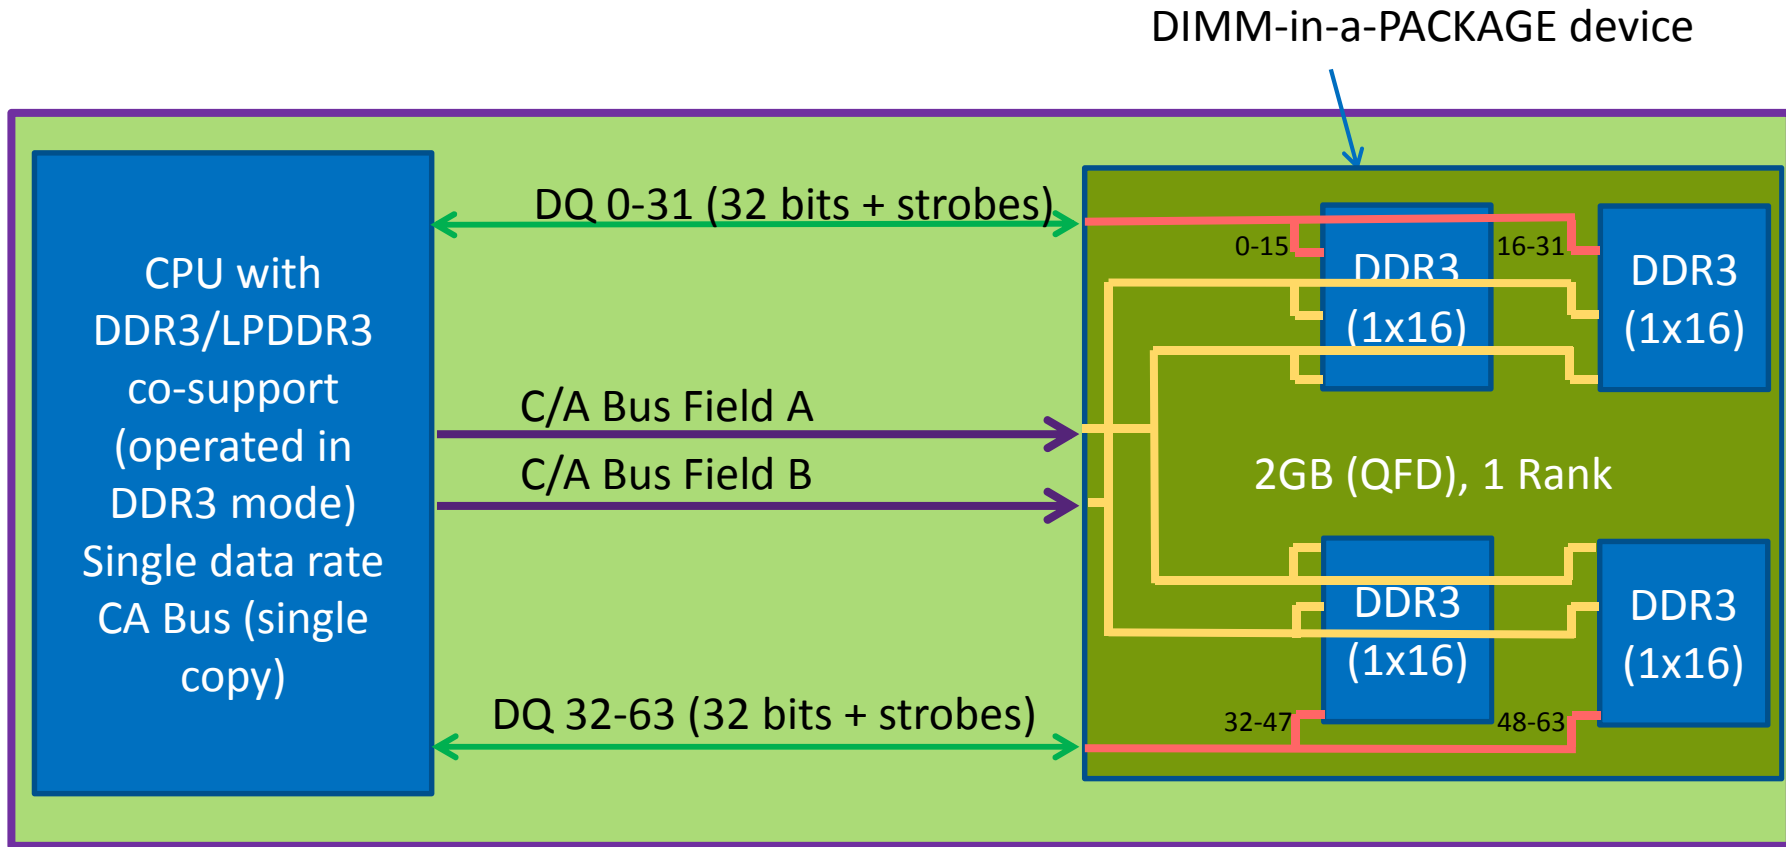 DIMM-in-a-PACKAGE device
CPU with
DDR3/LPDDR3
co-support
(operated in
DDR3 mode)
Single data rate
CA Bus (single
copy)
DQ 0-31 (32 bits + strobes)
C/A Bus Field A
C/A Bus Field B
DQ 32-63 (32 bits + strobes)
0-15
DDR3
(1x16)
16-31
DDR3
(1x16)
2GB (QFD), 1 Rank
DDR3
(1x16)
32-47
DDR3
(1x16)
48-63